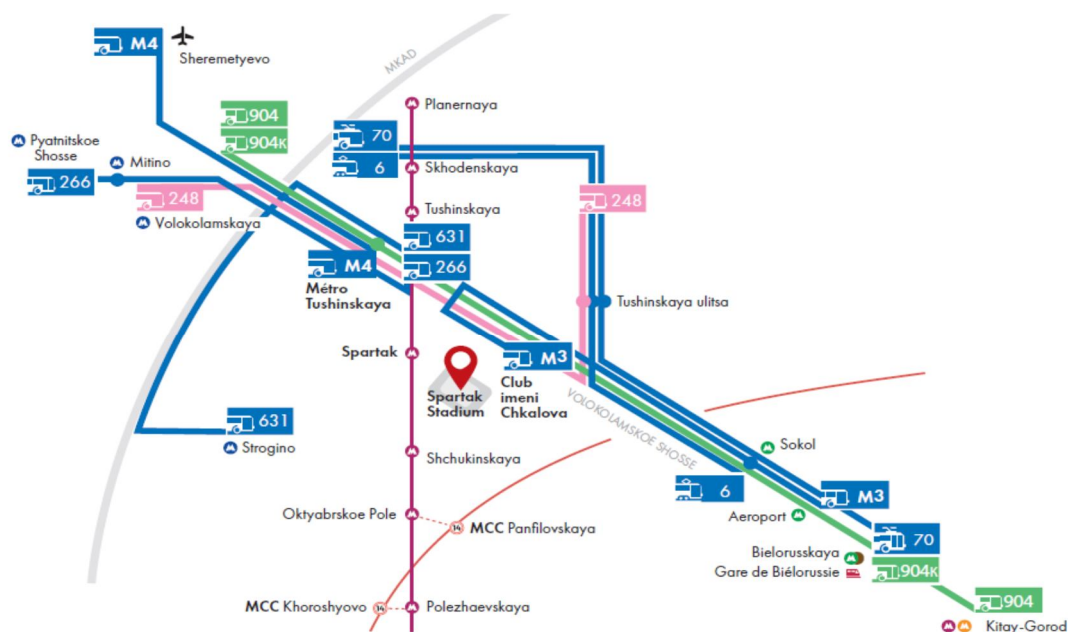 M4
Sheremetyevo
MKAD
904
904K
Planernaya
Pyatnitskoe
Shosse
Mitino
70
6
Skhodenskaya
266
248
248
Tushinskaya
Volokolamskaya
631
M4
266
Métro
Tushinskaya
Tushinskaya ulitsa
Spartak
M3
Spartak
Stadium
Club
imeni
Chkalova
VOLOKOLAMSKOE SHOSSE
631
Strogino
Sokol
Shchukinskaya
6
M3
Oktyabrskoe Pole
14
MCC Panfilovskaya
Aeroport
70
Bielorusskaya
Gare de Biélorussie
904K
MCC Khoroshyovo
14
Polezhaevskaya
904
Kitay-Gorod